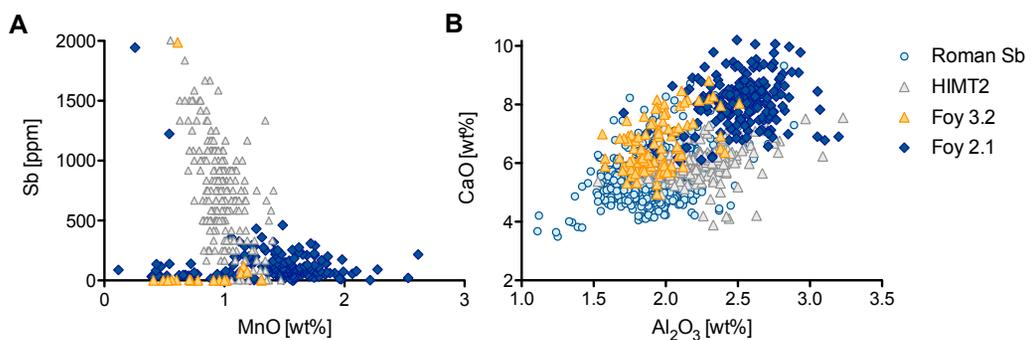 A
Sb [ppm]
2000
1500
1000
500
0
0 1 2 3
MnO [wt%]
B
CaO [wt%]
10
8
6
4
2
1.0 1.5 2.0 2.5 3.0 3.5
Al₂O₃ [wt%]
Roman Sb
HIMT2
Foy 3.2
Foy 2.1